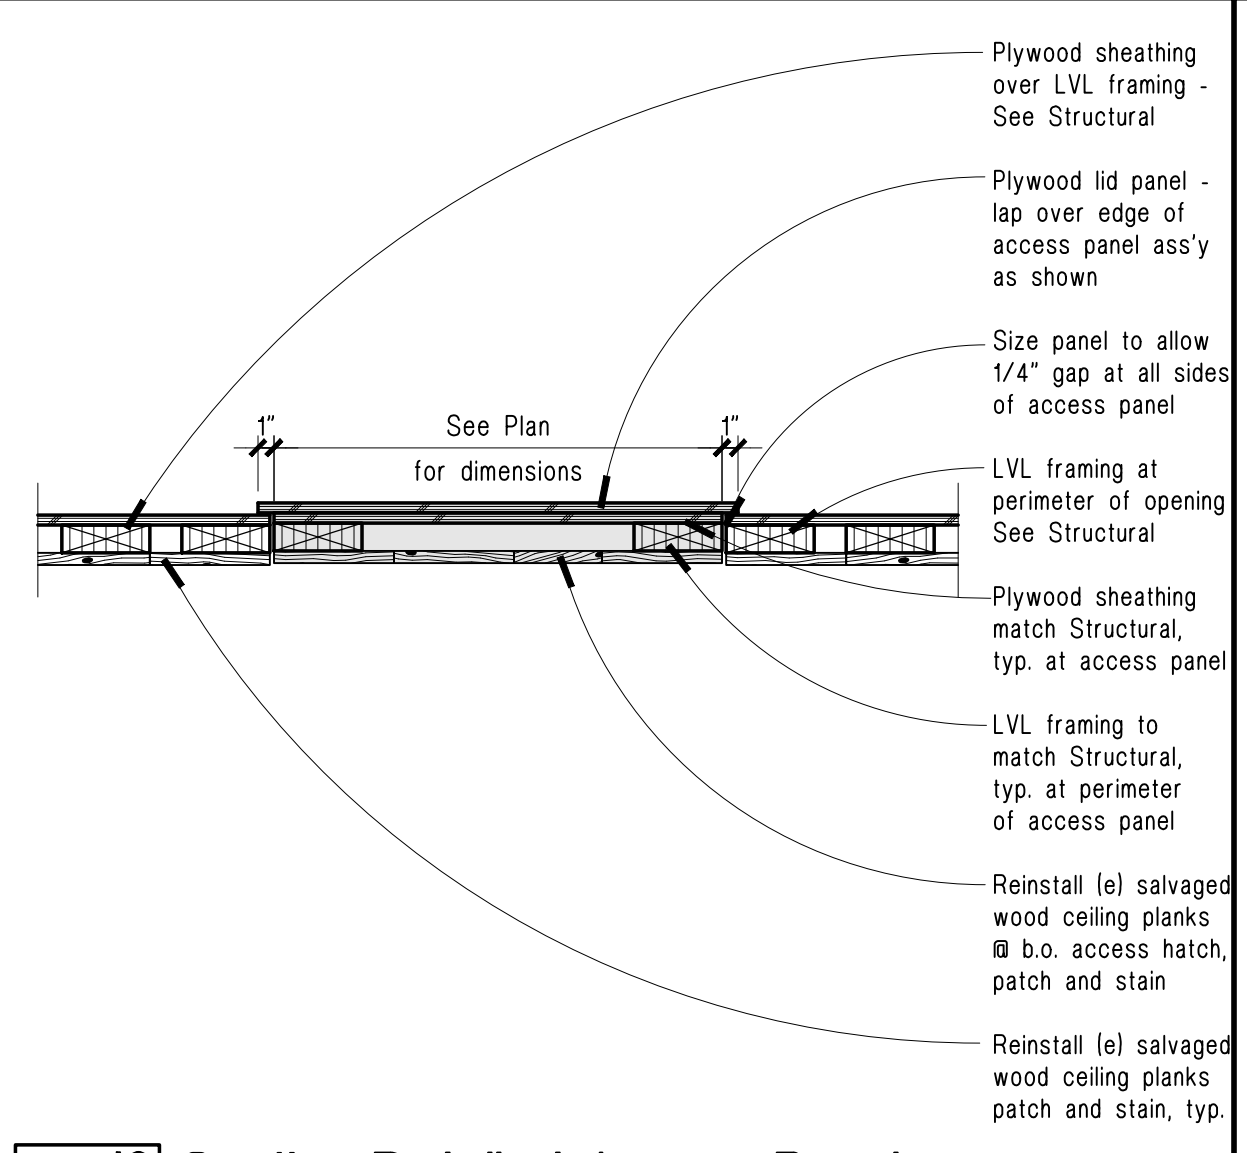 Plywood sheathing
over LVL framing -
See Structural
Plywood lid panel -
lap over edge of
access panel ass'y
as shown
Size panel to allow
1/4" gap at all sides
of access panel
1"
See Plan
for dimensions
1"
LVL framing at
perimeter of opening
See Structural
Plywood sheathing
match Structural,
typ. at access panel
LVL framing to
match Structural,
typ. at perimeter
of access panel
Reinstall (e) salvaged
wood ceiling planks
@ b.o. access hatch,
patch and stain
Reinstall (e) salvaged
wood ceiling planks
patch and stain, typ.